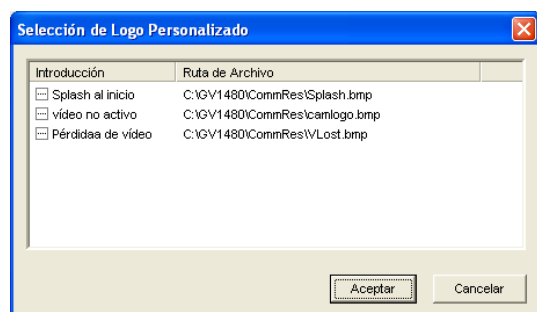 Selección de Logo Personalizado
Introducción Ruta de Archivo
Splash al inicio C:\GV1480\CommRes\Splash.bmp
vídeo no activo C:\GV1480\CommRes\camlogo.bmp
Pérdidaa de vídeo C:\GV1480\CommRes\VLost.bmp
Aceptar Cancelar